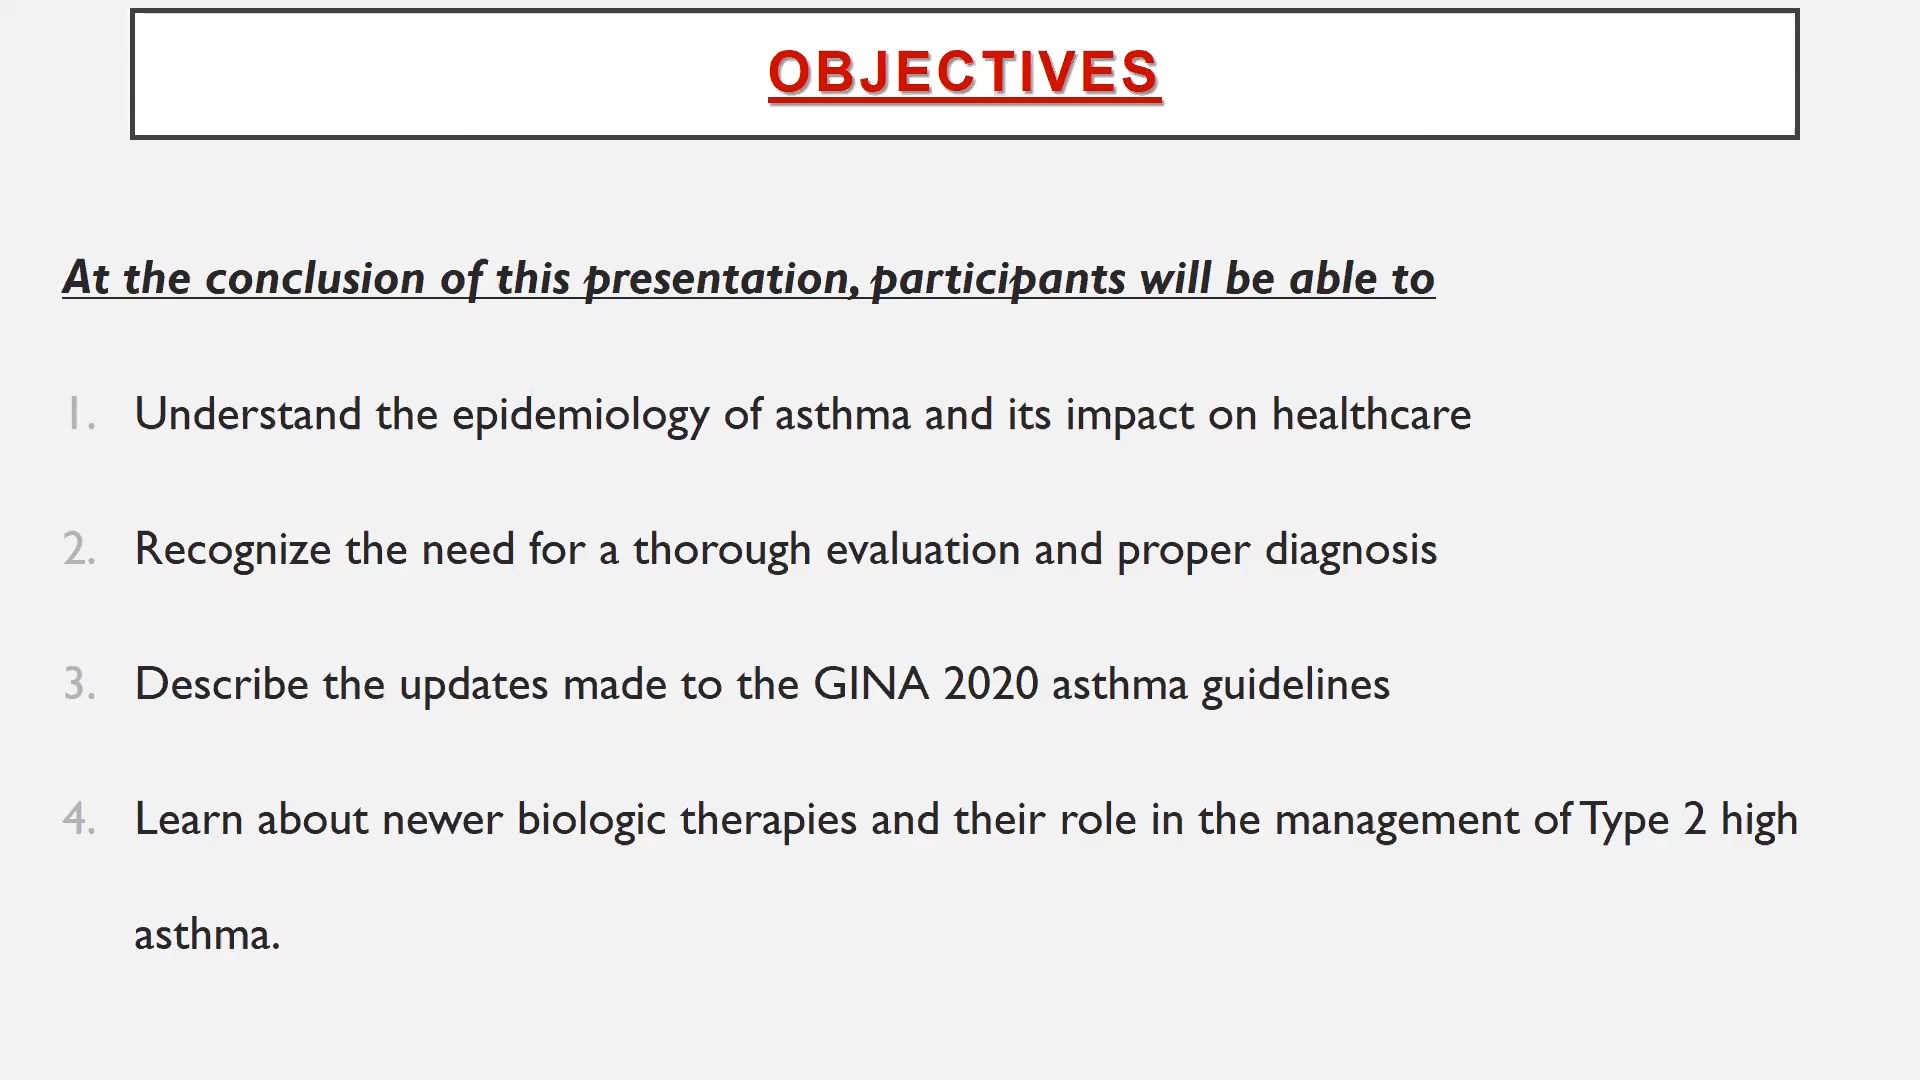 OBJECTIVES
At the conclusion of this presentation, participants will be able to
1. Understand the epidemiology of asthma and its impact on healthcare
2. Recognize the need for a thorough evaluation and proper diagnosis
3. Describe the updates made to the GINA 2020 asthma guidelines
4. Learn about newer biologic therapies and their role in the management of Type 2 high
asthma.